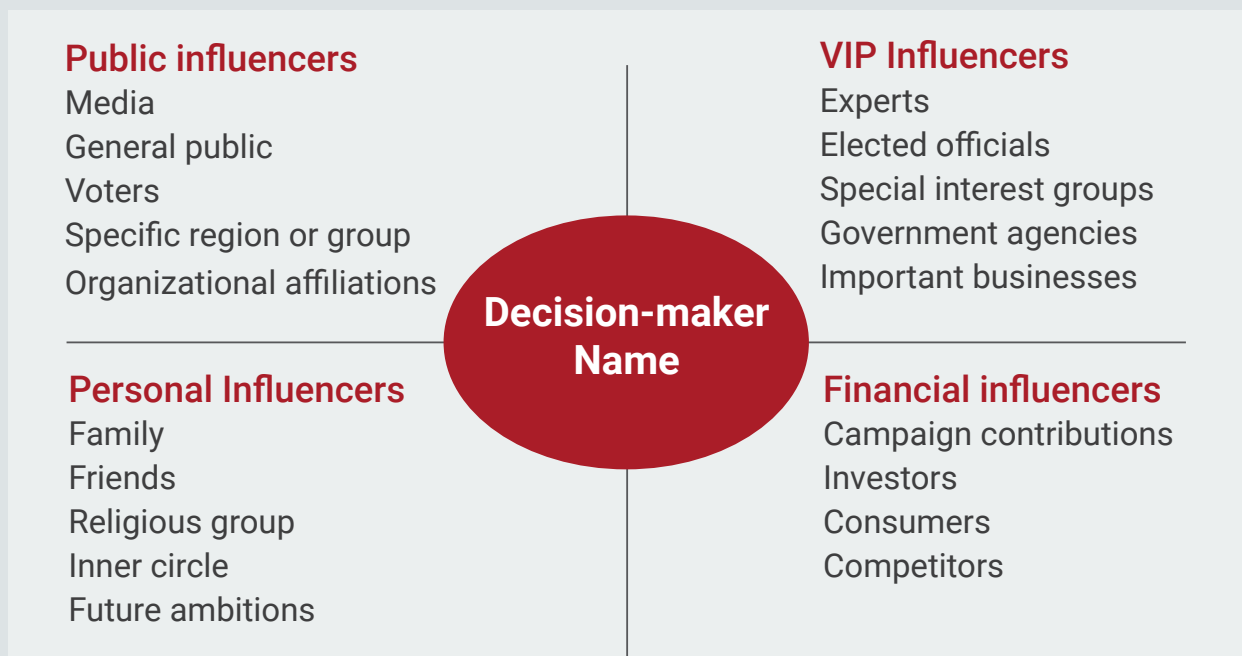 Public influencers
Media
General public
Voters
Specific region or group
Organizational affiliations
VIP Influencers
Experts
Elected officials
Special interest groups
Government agencies
Important businesses
Decision-maker
Name
Personal Influencers
Family
Friends
Religious group
Inner circle
Future ambitions
Financial influencers
Campaign contributions
Investors
Consumers
Competitors